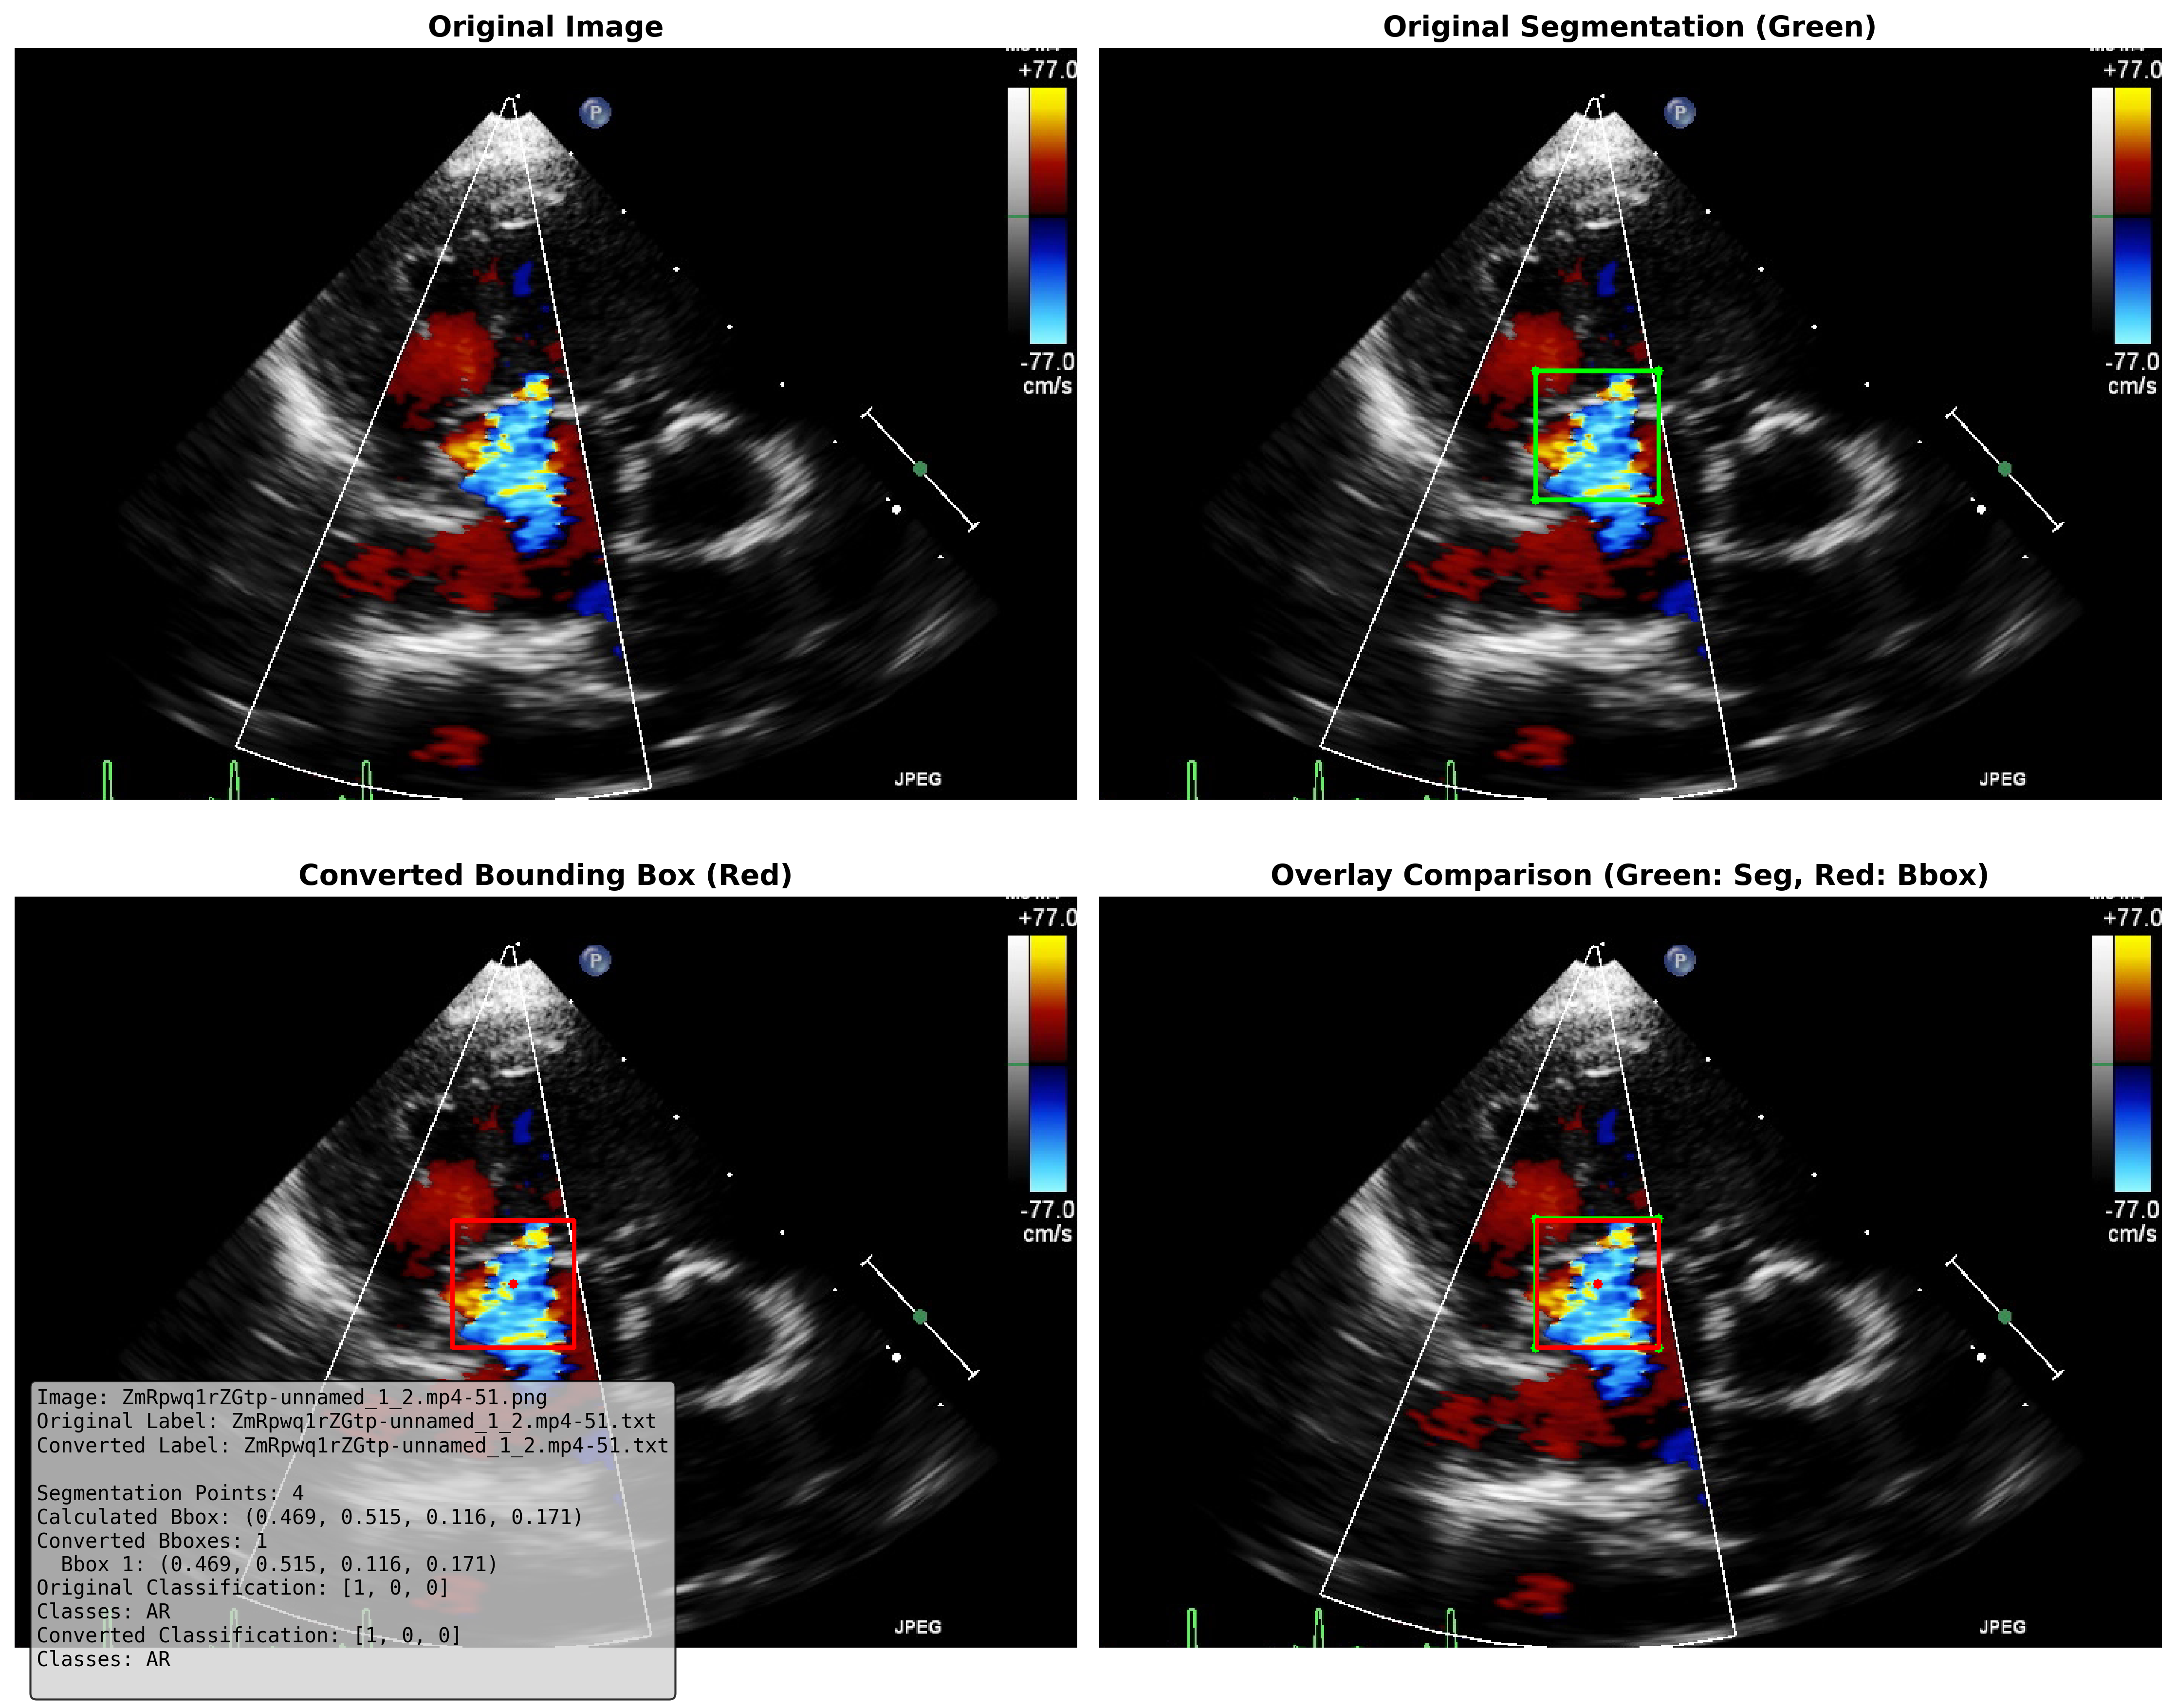 Original Image
+77.0
P
-77.0
cm/s
JPEG
Original Segmentation (Green)
+77.0
P
-77.0
cm/s
JPEG
Converted Bounding Box (Red)
+77.0
P
-77.0
cm/s
JPEG
Image: ZmRpwq1rZGtp-unnamed_1_2.mp4-51.png
Original Label: ZmRpwq1rZGtp-unnamed_1_2.mp4-51.txt
Converted Label: ZmRpwq1rZGtp-unnamed_1_2.mp4-51.txt
Segmentation Points: 4
Calculated Bbox: (0.469, 0.515, 0.116, 0.171)
Converted Bboxes: 1
Bbox 1: (0.469, 0.515, 0.116, 0.171)
Original Classification: [1, 0, 0]
Classes: AR
Converted Classification: [1, 0, 0]
Classes: AR
Overlay Comparison (Green: Seg, Red: Bbox)
+77.0
P
-77.0
cm/s
JPEG